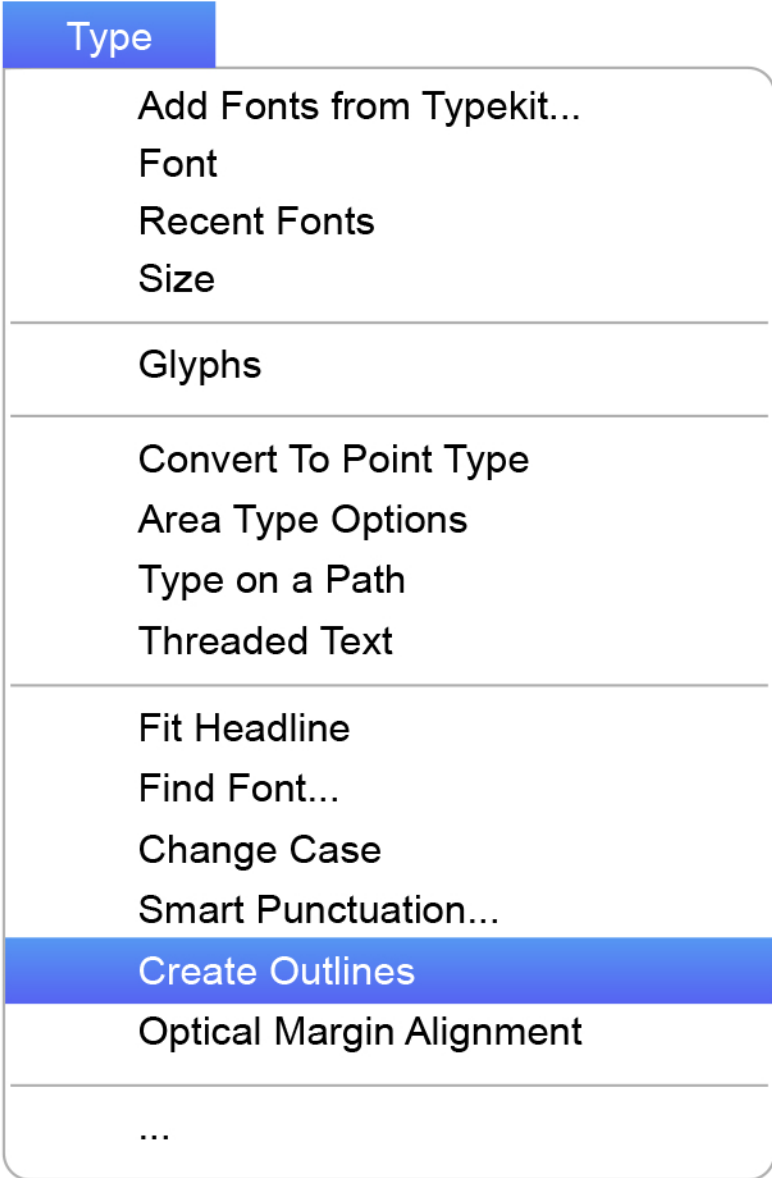 Type
Add Fonts from Typekit...
Font
Recent Fonts
Size
Glyphs
Convert To Point Type
Area Type Options
Type on a Path
Threaded Text
Fit Headline
Find Font...
Change Case
Smart Punctuation...
Create Outlines
Optical Margin Alignment
...